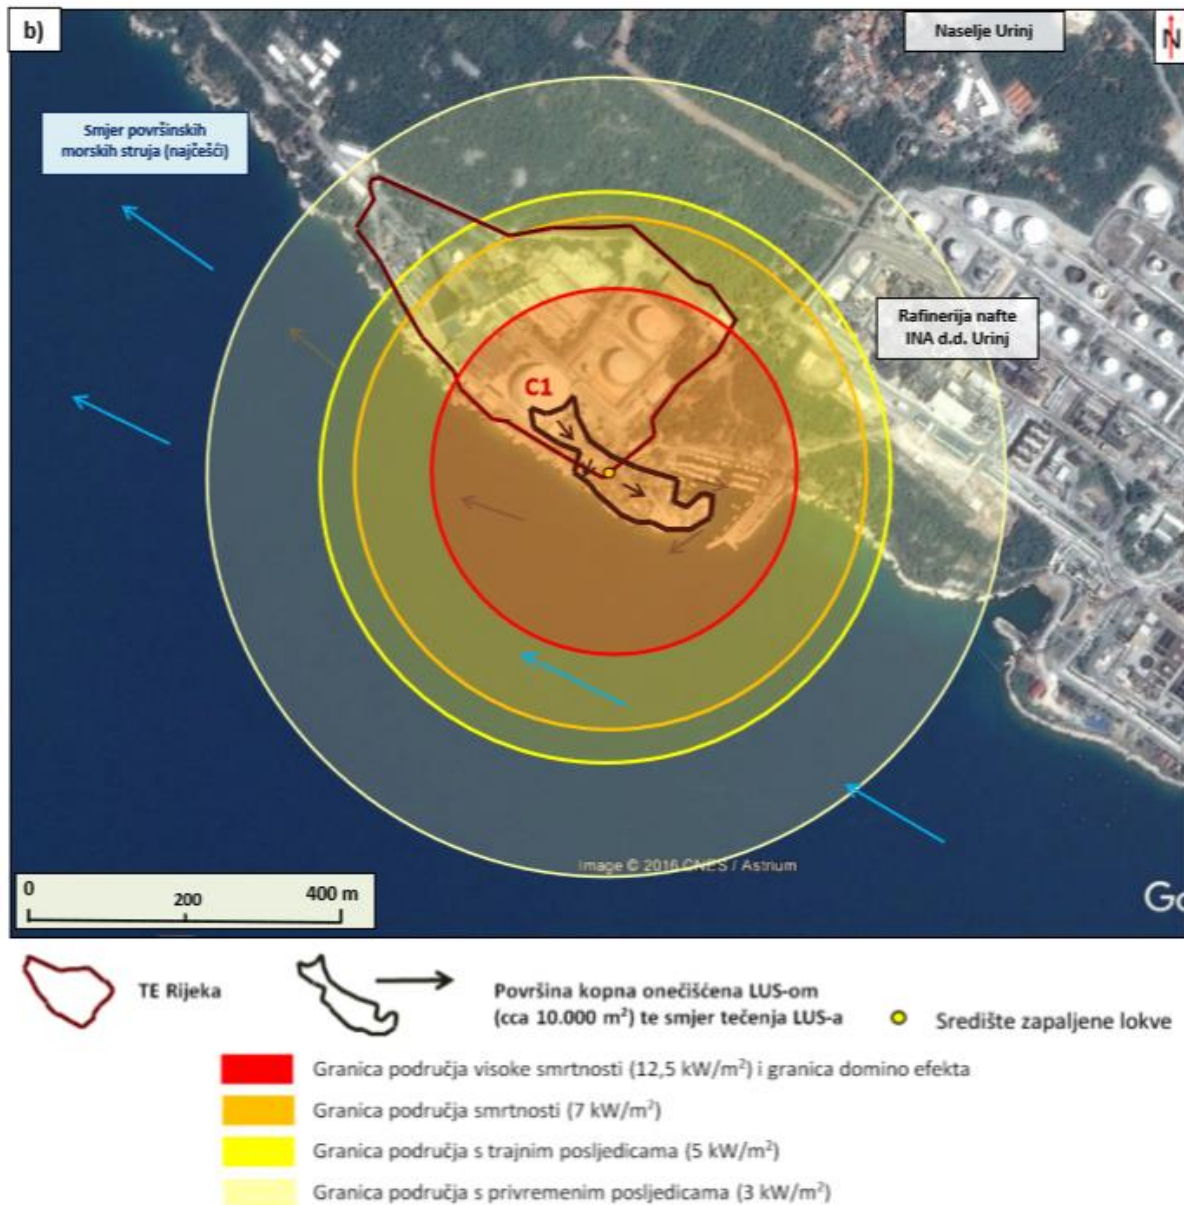 b)
Naselje Urinj
N
Smjer površinskih
morskih struja (najčešći)
Rafinerija nafte
INA d.d. Urinj
C1
Image © 2016 CNES / Astrium
Go
0
200
400 m
TE Rijeka
Površina kopna onečišćena LUS-om
(cca 10.000 m²) te smjer tečenja LUS-a
Središte zapaljene lokve
Granica područja visoke smrtnosti (12,5 kW/m²) i granica domino efekta
Granica područja smrtnosti (7 kW/m²)
Granica područja s trajnim posljedicama (5 kW/m²)
Granica područja s privremenim posljedicama (3 kW/m²)